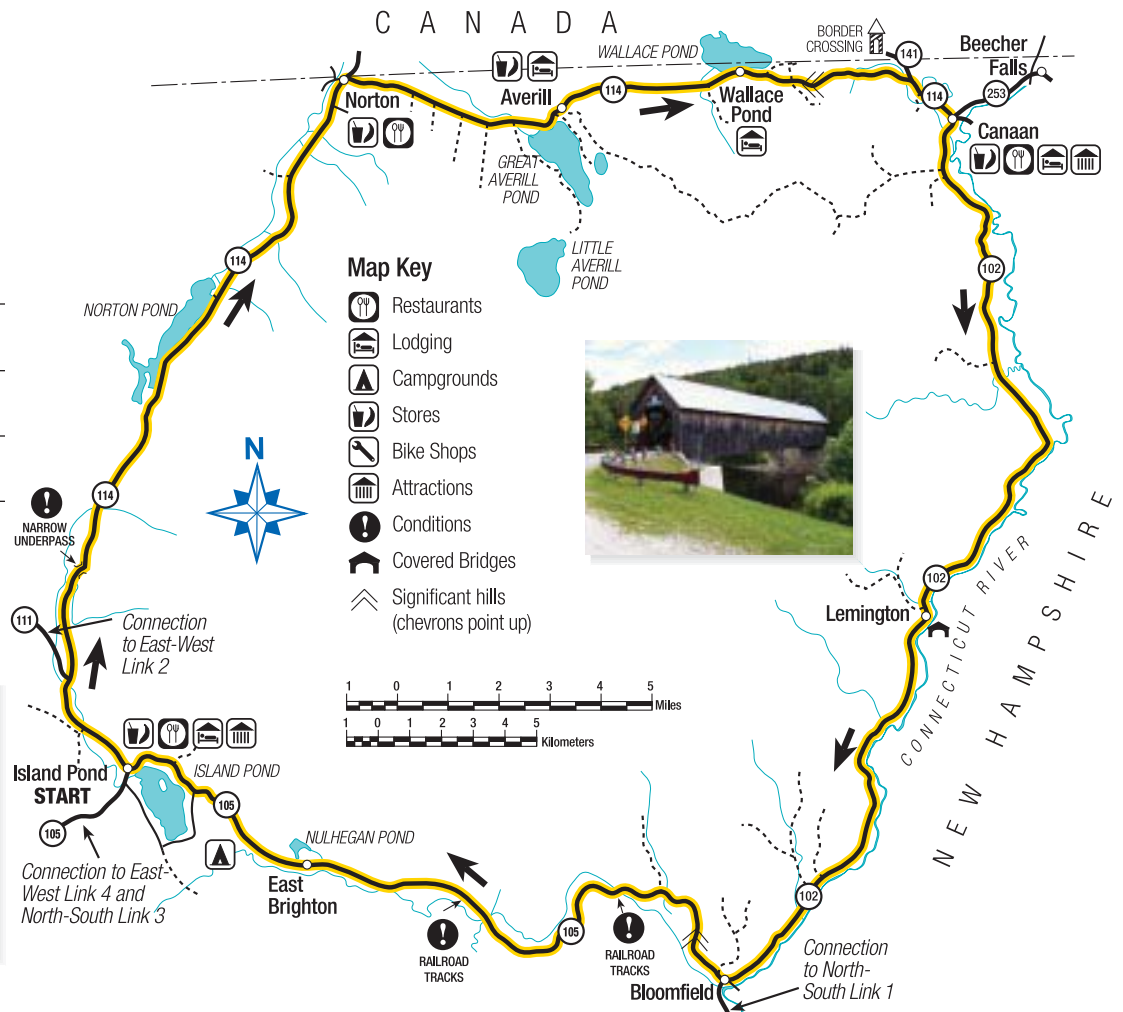 C A N A D A
BORDER
CROSSING
141
Beecher
Falls
WALLACE POND
253
114
Norton
Averill
114
Wallace
Pond
Canaan
GREAT
AVERILL
POND
LITTLE
AVERILL
POND
102
114
NORTON POND
Map Key
Restaurants
Lodging
Campgrounds
Stores
Bike Shops
Attractions
Conditions
Covered Bridges
Significant hills
(chevrons point up)
N
114
!
NARROW
UNDERPASS
111
Connection
to East-West
Link 2
102
Lemington
CONNECTICUT RIVER
NEW HAMPSHIRE
1 0 1 2 3 4 5
Miles
1 0 1 2 3 4 5
Kilometers
Island Pond
START
ISLAND POND
105
105
Connection to East-
West Link 4 and
North-South Link 3
NULHEGAN POND
East
Brighton
!
RAILROAD
TRACKS
105
!
RAILROAD
TRACKS
102
Bloomfield
Connection
to North-
South Link 1